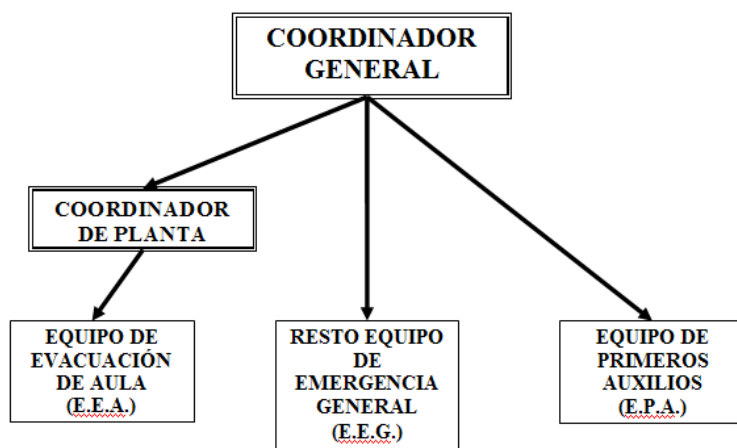 COORDINADOR
GENERAL
COORDINADOR
DE PLANTA
EQUIPO DE
EVACUACIÓN
DE AULA
(E.E.A.)
RESTO EQUIPO
DE
EMERGENCIA
GENERAL
(E.E.G.)
EQUIPO DE
PRIMEROS
AUXILIOS
(E.P.A.)